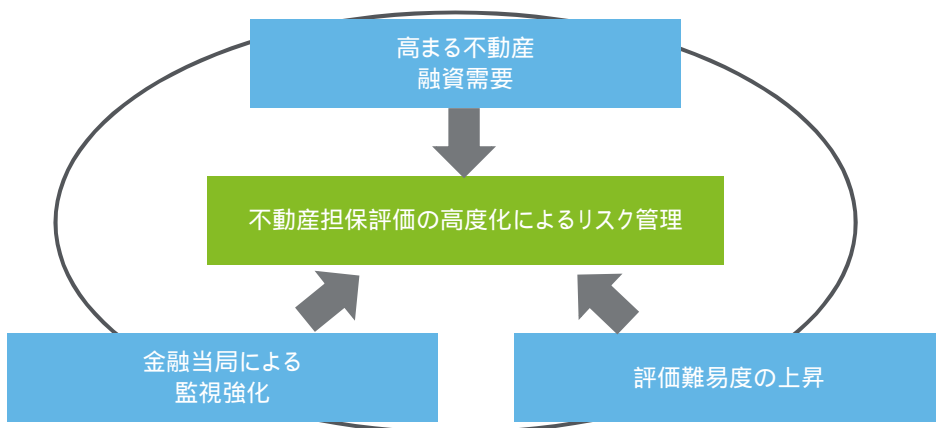 高まる不動産
融資需要
不動産担保評価の高度化によるリスク管理
金融当局による
監視強化
評価難易度の上昇